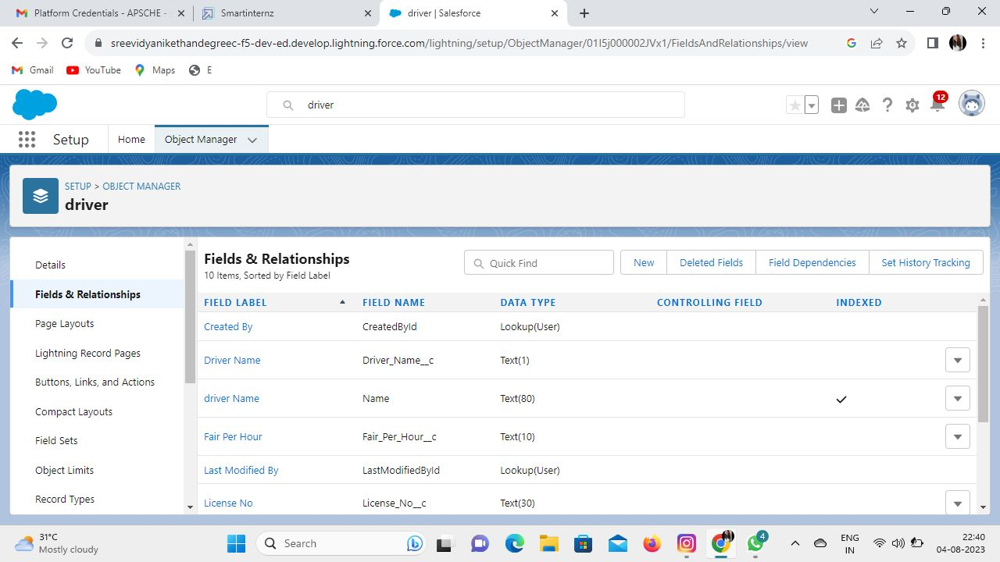 Platform Credentials - APSCHE -
Smartinternz
driver | Salesforce
sreevidyanikethandegreec-f5-dev-ed.develop.lightning.force.com/lightning/setup/ObjectManager/01I5j000002JVx1/FieldsAndRelationships/view
Gmail
YouTube
Maps
E
driver
12
Setup
Home
Object Manager
SETUP > OBJECT MANAGER
driver
Details
Fields & Relationships
Page Layouts
Lightning Record Pages
Buttons, Links, and Actions
Compact Layouts
Field Sets
Object Limits
Record Types
Fields & Relationships
10 Items, Sorted by Field Label
Quick Find
New
Deleted Fields
Field Dependencies
Set History Tracking
FIELD LABEL FIELD NAME DATA TYPE CONTROLLING FIELD INDEXED
Created By CreatedById Lookup(User)
Driver Name Driver_Name__c Text(1)
driver Name Name Text(80)
Fair Per Hour Fair_Per_Hour__c Text(10)
Last Modified By LastModifiedById Lookup(User)
License No License_No__c Text(30)
31°C
Mostly cloudy
Search
4
ENG
IN
22:40
04-08-2023